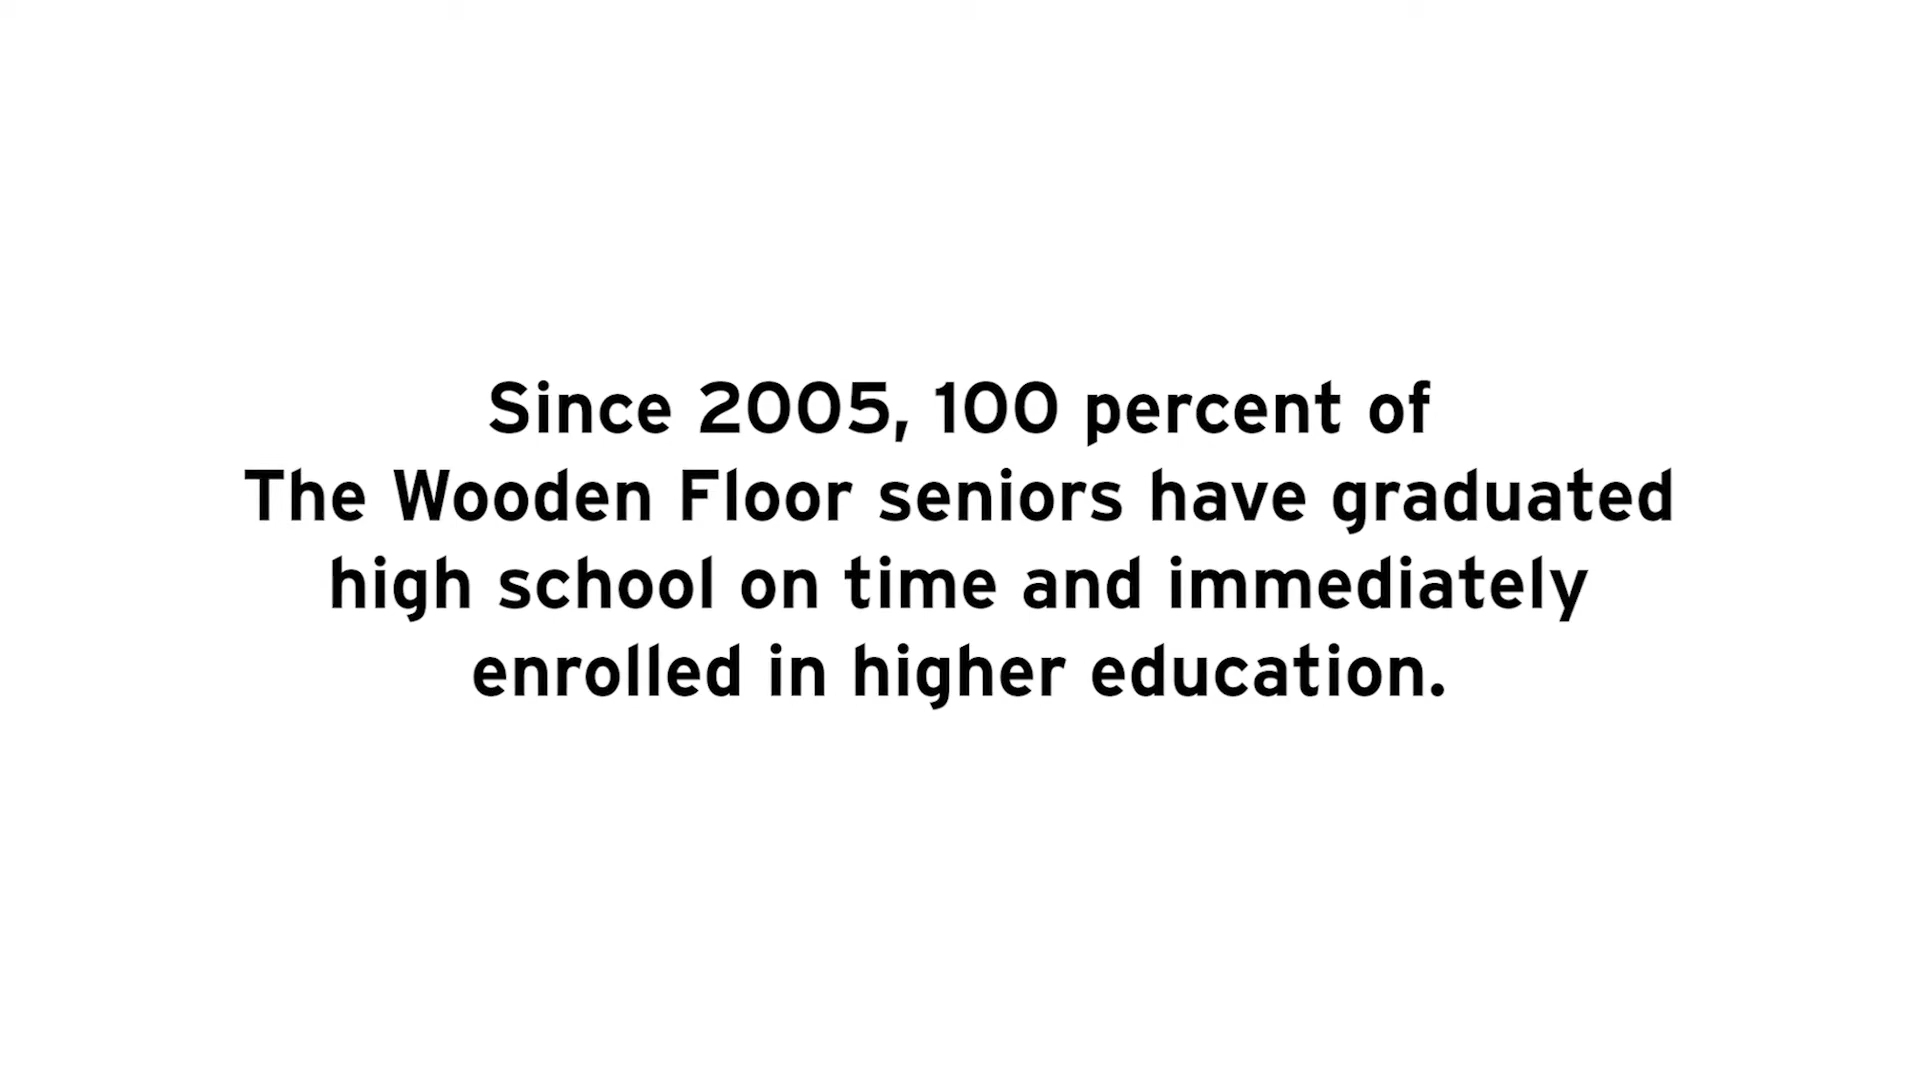 Since 2005, 100 percent of
The Wooden Floor seniors have graduated
high school on time and immediately
enrolled in higher education.